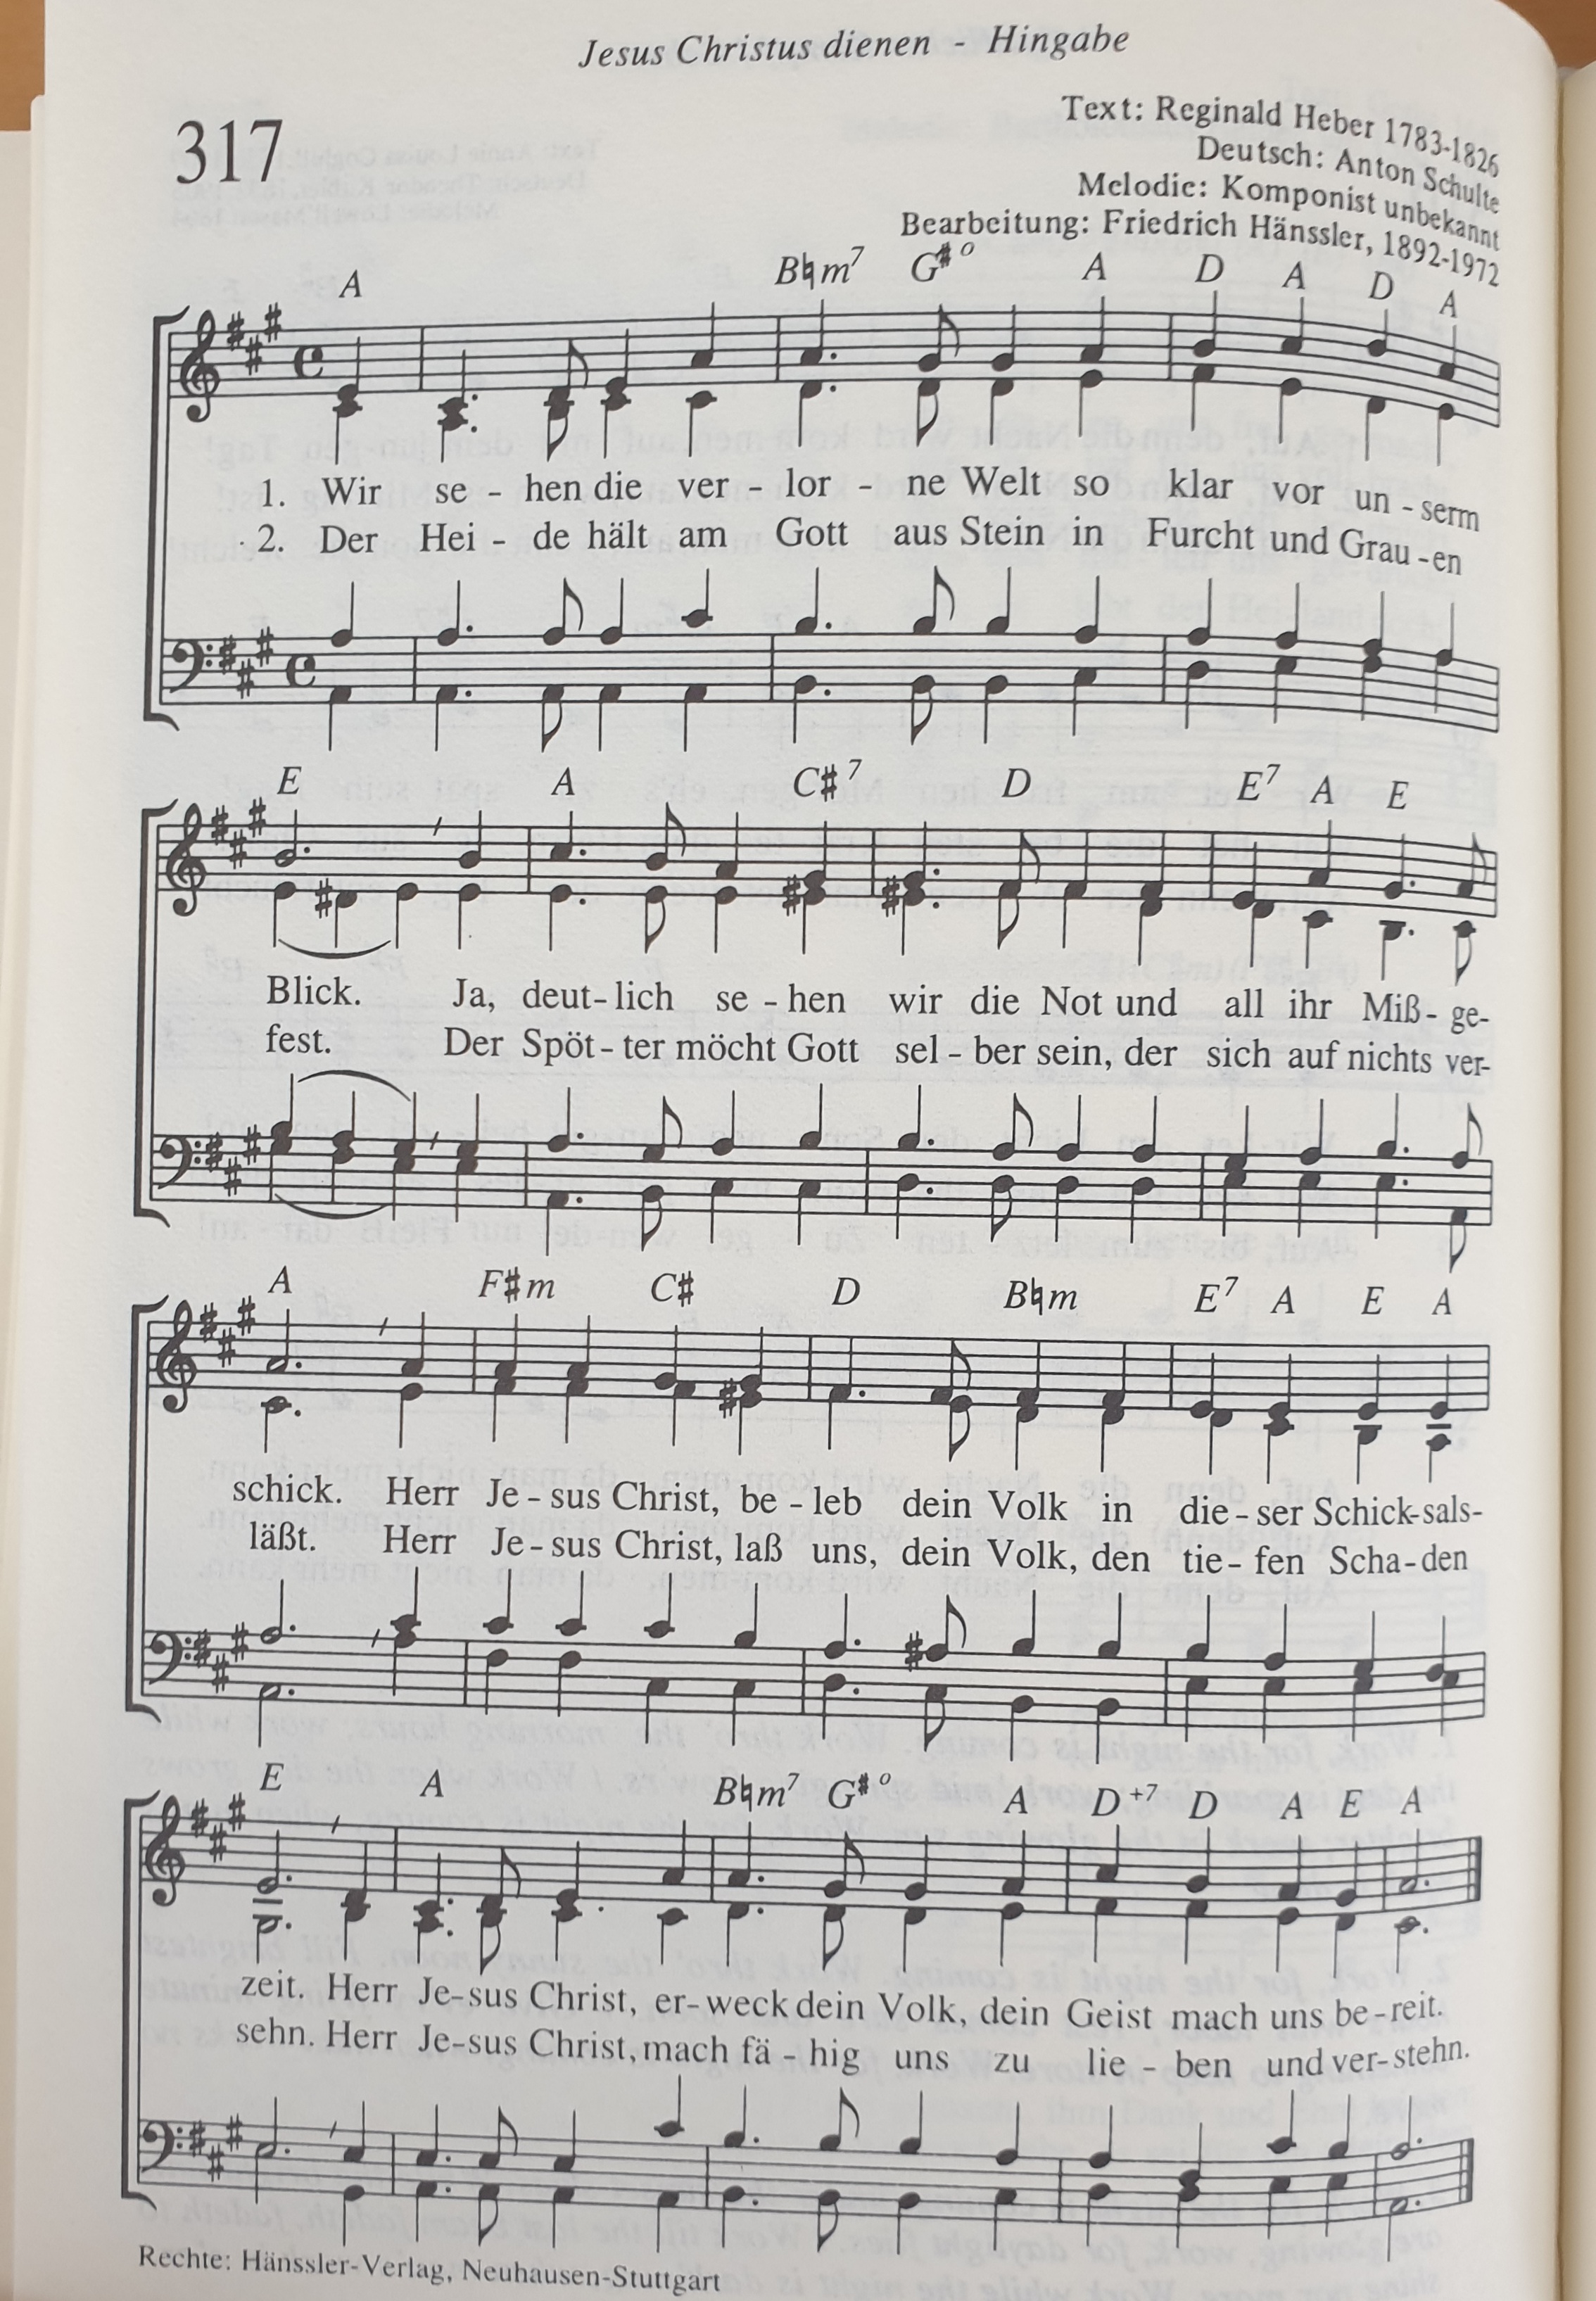 Jesus Christus dienen - Hingabe
317
Text: Reginald Heber 1783-1826
Deutsch: Anton Schulte
Melodie: Komponist unbekannt
Bearbeitung: Friedrich Hänssler, 1892-1972
A B♮m7 G♯o A D A D A
1. Wir se - hen die ver - lor - ne Welt so klar vor un - serm
2. Der Hei - de hält am Gott aus Stein in Furcht und Grau - en
E A C♯7 D E7 A E
Blick. Ja, deut - lich se - hen wir die Not und all ihr Miß - ge-
fest. Der Spöt - ter möcht Gott sel - ber sein, der sich auf nichts ver-
A F♯m C♯ D B♮m E7 A E A
schick. Herr Je - sus Christ, be - leb dein Volk in die - ser Schick-sals-
läßt. Herr Je - sus Christ, laß uns, dein Volk, den tie - fen Scha - den
E A B♮m7 G♯o A D+7 D A E A
zeit. Herr Je-sus Christ, er-weck dein Volk, dein Geist mach uns be-reit.
sehn. Herr Je-sus Christ, mach fä - hig uns zu lie - ben und ver-stehn.
Rechte: Hänssler-Verlag, Neuhausen-Stuttgart